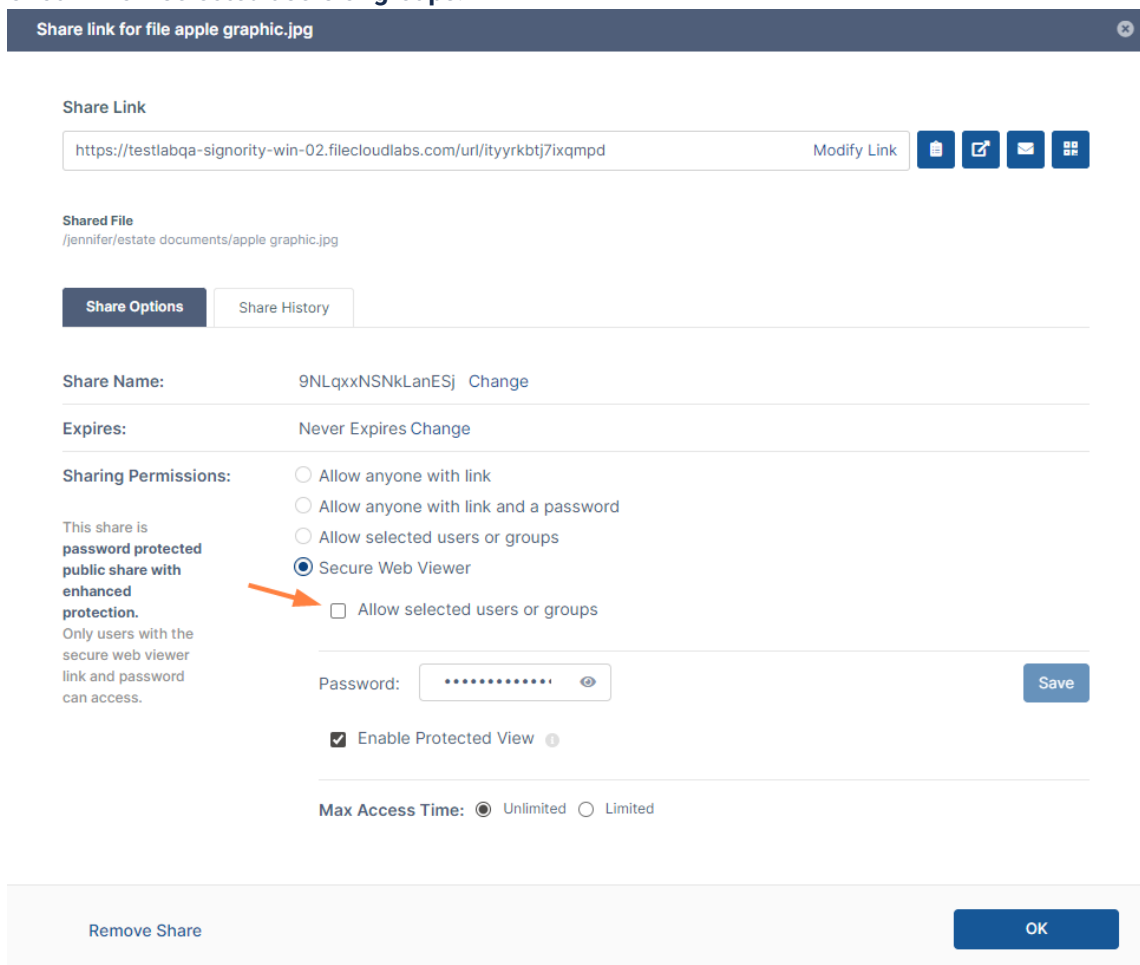 Share link for file apple graphic.jpg
Share Link
https://testlabqa-signority-win-02.filecloudlabs.com/url/ityyrkbtj7ixqmpd Modify Link
Shared File
/jennifer/estate documents/apple graphic.jpg
Share Options Share History
Share Name: 9NLqxxNSNkLanESj Change
Expires: Never Expires Change
Sharing Permissions: Allow anyone with link
Allow anyone with link and a password
This share is
password protected
public share with
enhanced
protection.
Only users with the
secure web viewer
link and password
can access.
Allow selected users or groups
Secure Web Viewer
Allow selected users or groups
Password: Save
Enable Protected View
Max Access Time: Unlimited Limited
Remove Share OK